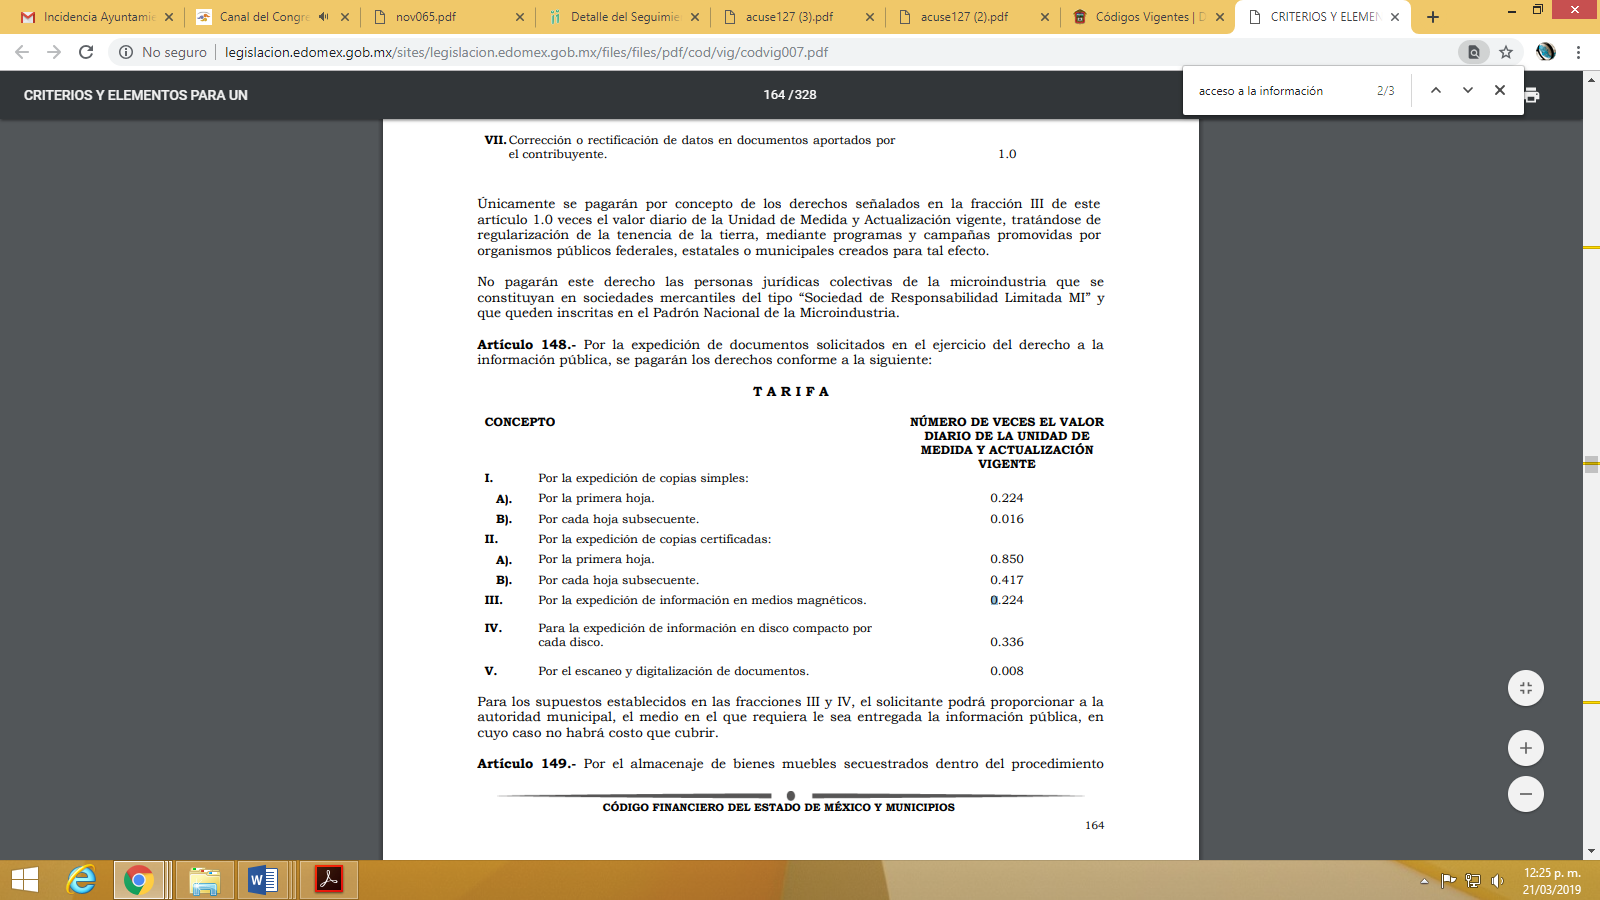 Incidencia Ayuntami
Canal del Congre
nov065.pdf
Detalle del Seguimie
acuse127 (3).pdf
acuse127 (2).pdf
Códigos Vigentes | D
CRITERIOS Y ELEMEN
No seguro
legislacion.edomex.gob.mx/sites/legislacion.edomex.gob.mx/files/files/pdf/cod/vig/codvig007.pdf
CRITERIOS Y ELEMENTOS PARA UN
164 / 328
acceso a la información 2/3
VII. Corrección o rectificación de datos en documentos aportados por
el contribuyente. 1.0
Únicamente se pagarán por concepto de los derechos señalados en la fracción III de este
artículo 1.0 veces el valor diario de la Unidad de Medida y Actualización vigente, tratándose de
regularización de la tenencia de la tierra, mediante programas y campañas promovidas por
organismos públicos federales, estatales o municipales creados para tal efecto.
No pagarán este derecho las personas jurídicas colectivas de la microindustria que se
constituyan en sociedades mercantiles del tipo “Sociedad de Responsabilidad Limitada MI” y
que queden inscritas en el Padrón Nacional de la Microindustria.
Artículo 148.- Por la expedición de documentos solicitados en el ejercicio del derecho a la
información pública, se pagarán los derechos conforme a la siguiente:
T A R I F A
CONCEPTO
NÚMERO DE VECES EL VALOR
DIARIO DE LA UNIDAD DE
MEDIDA Y ACTUALIZACIÓN
VIGENTE
I. Por la expedición de copias simples:
A). Por la primera hoja. 0.224
B). Por cada hoja subsecuente. 0.016
II. Por la expedición de copias certificadas:
A). Por la primera hoja. 0.850
B). Por cada hoja subsecuente. 0.417
III. Por la expedición de información en medios magnéticos. 0.224
IV. Para la expedición de información en disco compacto por
cada disco. 0.336
V. Por el escaneo y digitalización de documentos. 0.008
Para los supuestos establecidos en las fracciones III y IV, el solicitante podrá proporcionar a la
autoridad municipal, el medio en el que requiera le sea entregada la información pública, en
cuyo caso no habrá costo que cubrir.
Artículo 149.- Por el almacenaje de bienes muebles secuestrados dentro del procedimiento
CÓDIGO FINANCIERO DEL ESTADO DE MÉXICO Y MUNICIPIOS
164
12:25 p. m.
21/03/2019